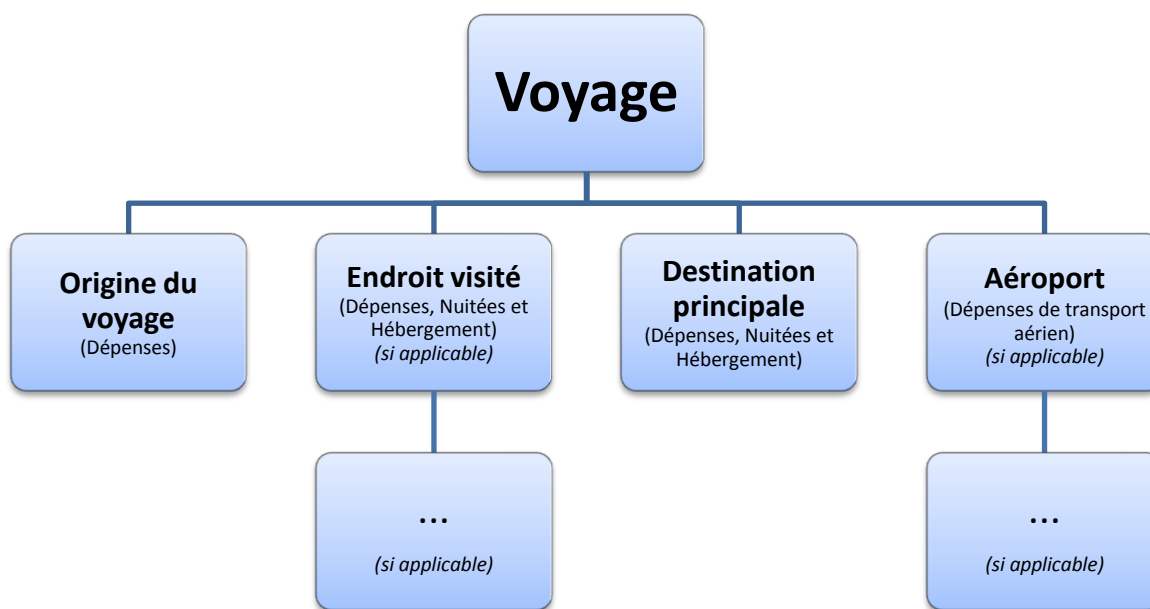 Voyage
Origine du
voyage
(Dépenses)
Endroit visité
(Dépenses, Nuitées et
Hébergement)
(si applicable)
Destination
principale
(Dépenses, Nuitées et
Hébergement)
Aéroport
(Dépenses de transport
aérien)
(si applicable)
...
(si applicable)
...
(si applicable)